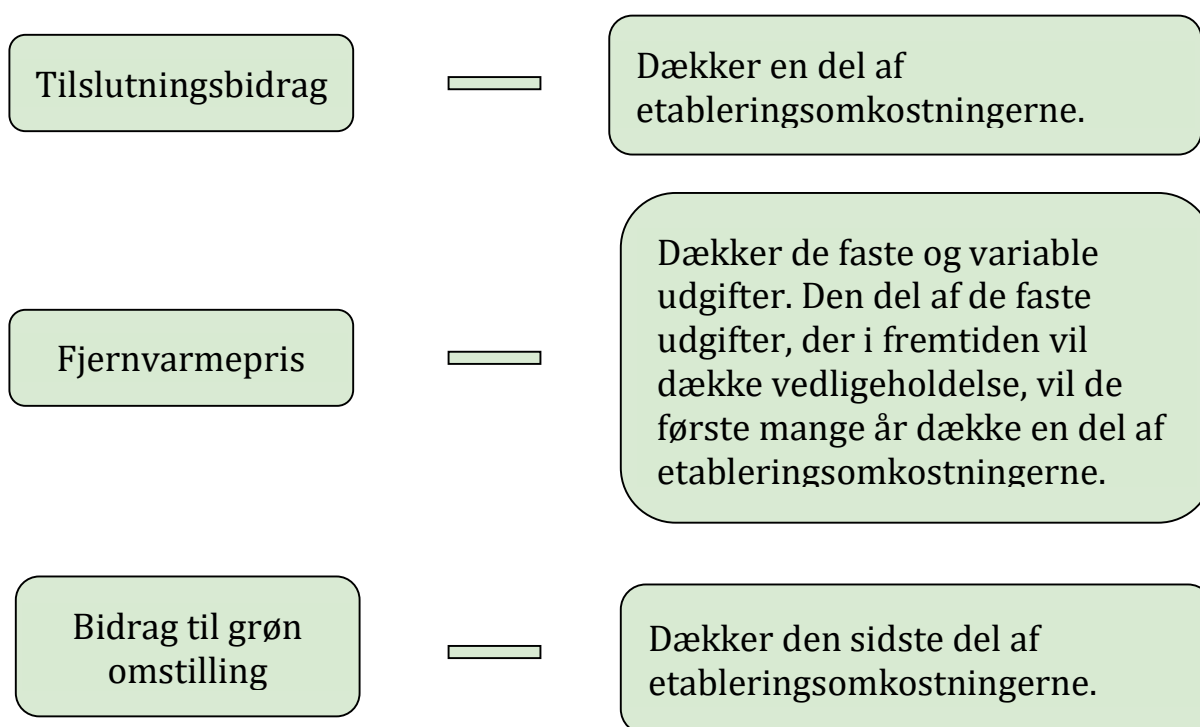 Tilslutningsbidrag
Dækker en del af
etableringsomkostningerne.
Fjernvarmepris
Dækker de faste og variable
udgifter. Den del af de faste
udgifter, der i fremtiden vil
dække vedligeholdelse, vil de
første mange år dække en del af
etableringsomkostningerne.
Bidrag til grøn
omstilling
Dækker den sidste del af
etableringsomkostningerne.